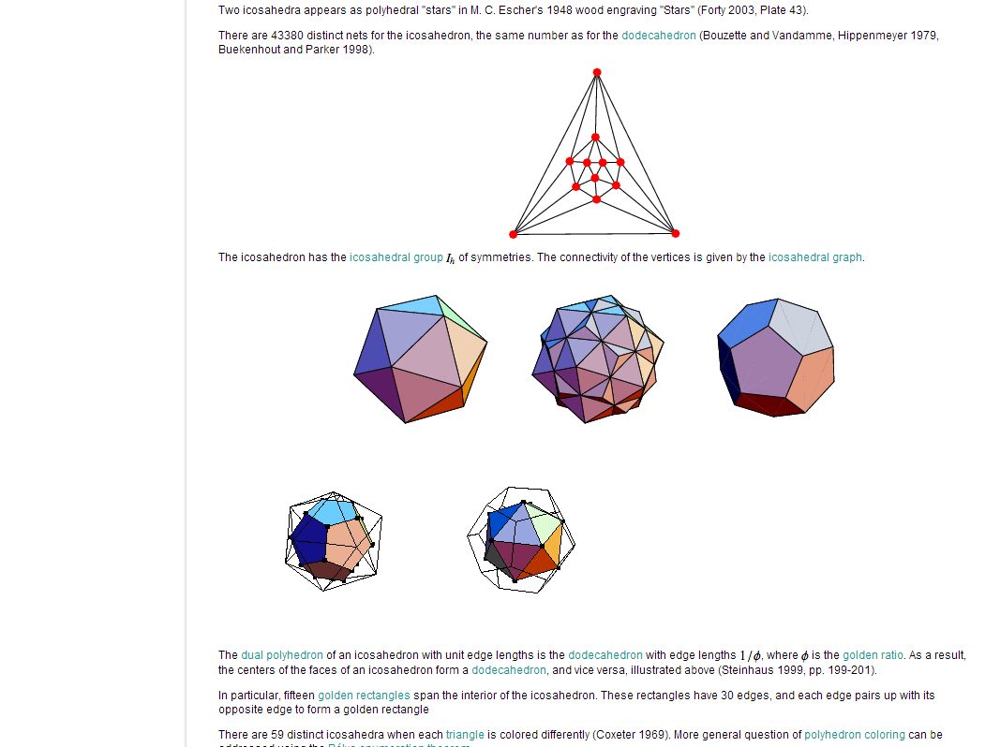 Two icosahedra appears as polyhedral "stars" in M. C. Escher's 1948 wood engraving "Stars" (Forty 2003, Plate 43).
There are 43380 distinct nets for the icosahedron, the same number as for the dodecahedron (Bouzette and Vandamme, Hippenmeyer 1979,
Buekenhout and Parker 1998).
The icosahedron has the icosahedral group Iₕ of symmetries. The connectivity of the vertices is given by the icosahedral graph.
The dual polyhedron of an icosahedron with unit edge lengths is the dodecahedron with edge lengths 1/ϕ, where ϕ is the golden ratio. As a result,
the centers of the faces of an icosahedron form a dodecahedron, and vice versa, illustrated above (Steinhaus 1999, pp. 199-201).
In particular, fifteen golden rectangles span the interior of the icosahedron. These rectangles have 30 edges, and each edge pairs up with its
opposite edge to form a golden rectangle
There are 59 distinct icosahedra when each triangle is colored differently (Coxeter 1969). More general question of polyhedron coloring can be